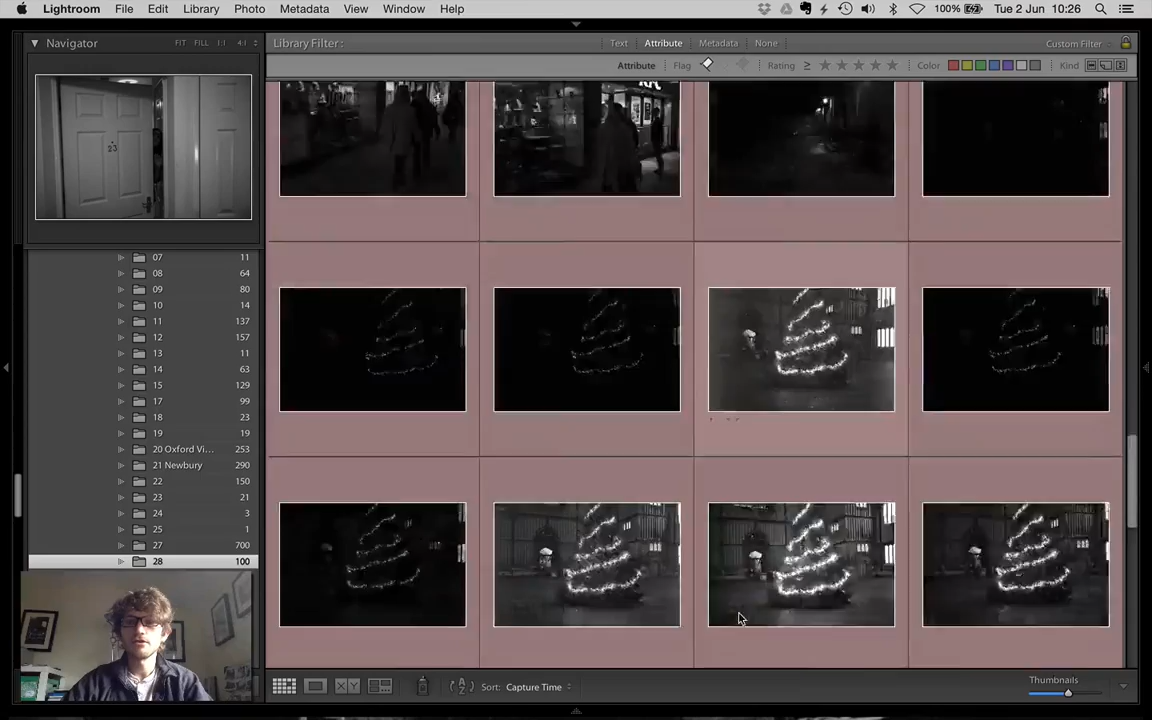 Lightroom File Edit Library Photo Metadata View Window Help 100% Tue 2 Jun 10:26
Navigator FIT FILL 1:1 4:1
Library Filter : Text Attribute Metadata None Custom Filter
Attribute Flag Rating ≥ Color Kind
23
07 11
08 64
09 80
10 14
11 137
12 157
13 11
14 63
15 129
17 99
18 23
19 19
20 Oxford Vi... 253
21 Newbury 290
22 150
23 21
24 3
25 1
27 700
28 100
XY Sort: Capture Time Thumbnails